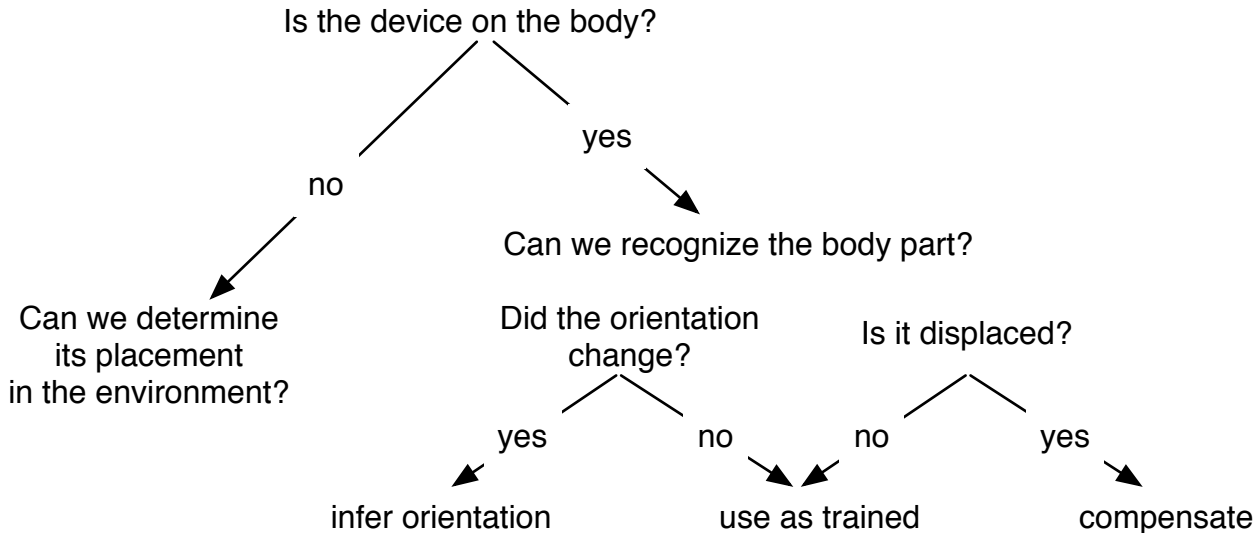 Is the device on the body?
yes
no
Can we recognize the body part?
Can we determine
its placement
in the environment?
Did the orientation
change?
Is it displaced?
yes
no
no
yes
infer orientation
use as trained
compensate